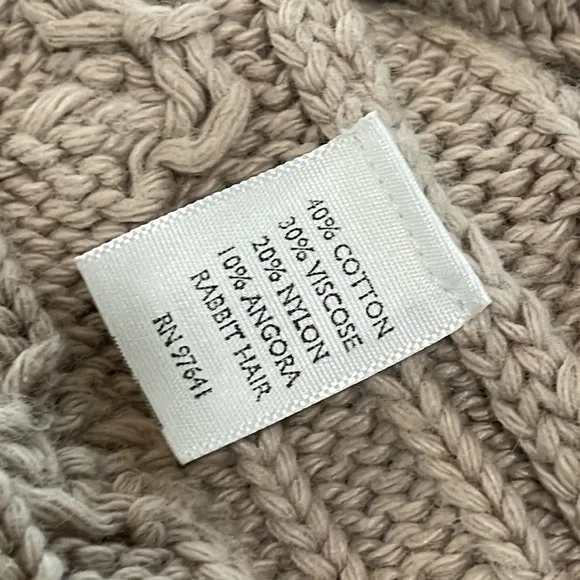 40% COTTON
30% VISCOSE
20% NYLON
10% ANGORA
RABBIT HAIR
RN 97641